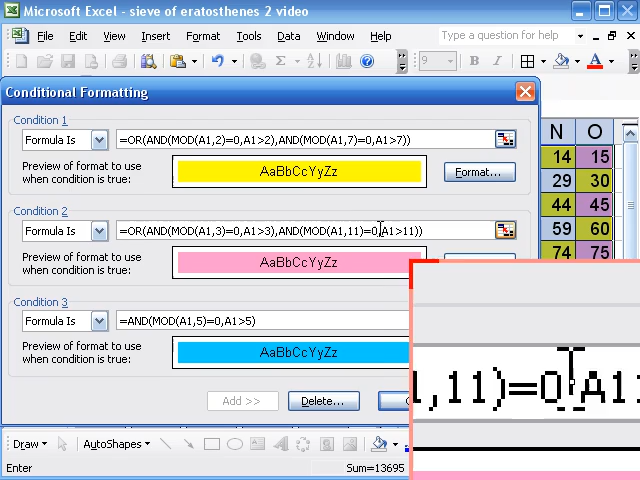 Microsoft Excel - sieve of eratosthenes 2 video
File Edit View Insert Format Tools Data Window Help Type a question for help
9 B I A
Conditional Formatting
Condition 1
Formula Is =OR(AND(MOD(A1,2)=0,A1>2),AND(MOD(A1,7)=0,A1>7))
Preview of format to use when condition is true:
AaBbCcYyZz
Format...
Condition 2
Formula Is =OR(AND(MOD(A1,3)=0,A1>3),AND(MOD(A1,11)=0,A1>11))
Preview of format to use when condition is true:
AaBbCcYyZz
Condition 3
Formula Is =AND(MOD(A1,5)=0,A1>5)
Preview of format to use when condition is true:
AaBbCcYyZz
Add >> Delete...
N O
14 15
29 30
44 45
59 60
74 75
,11)=0,A1
Draw AutoShapes
Enter Sum=13695